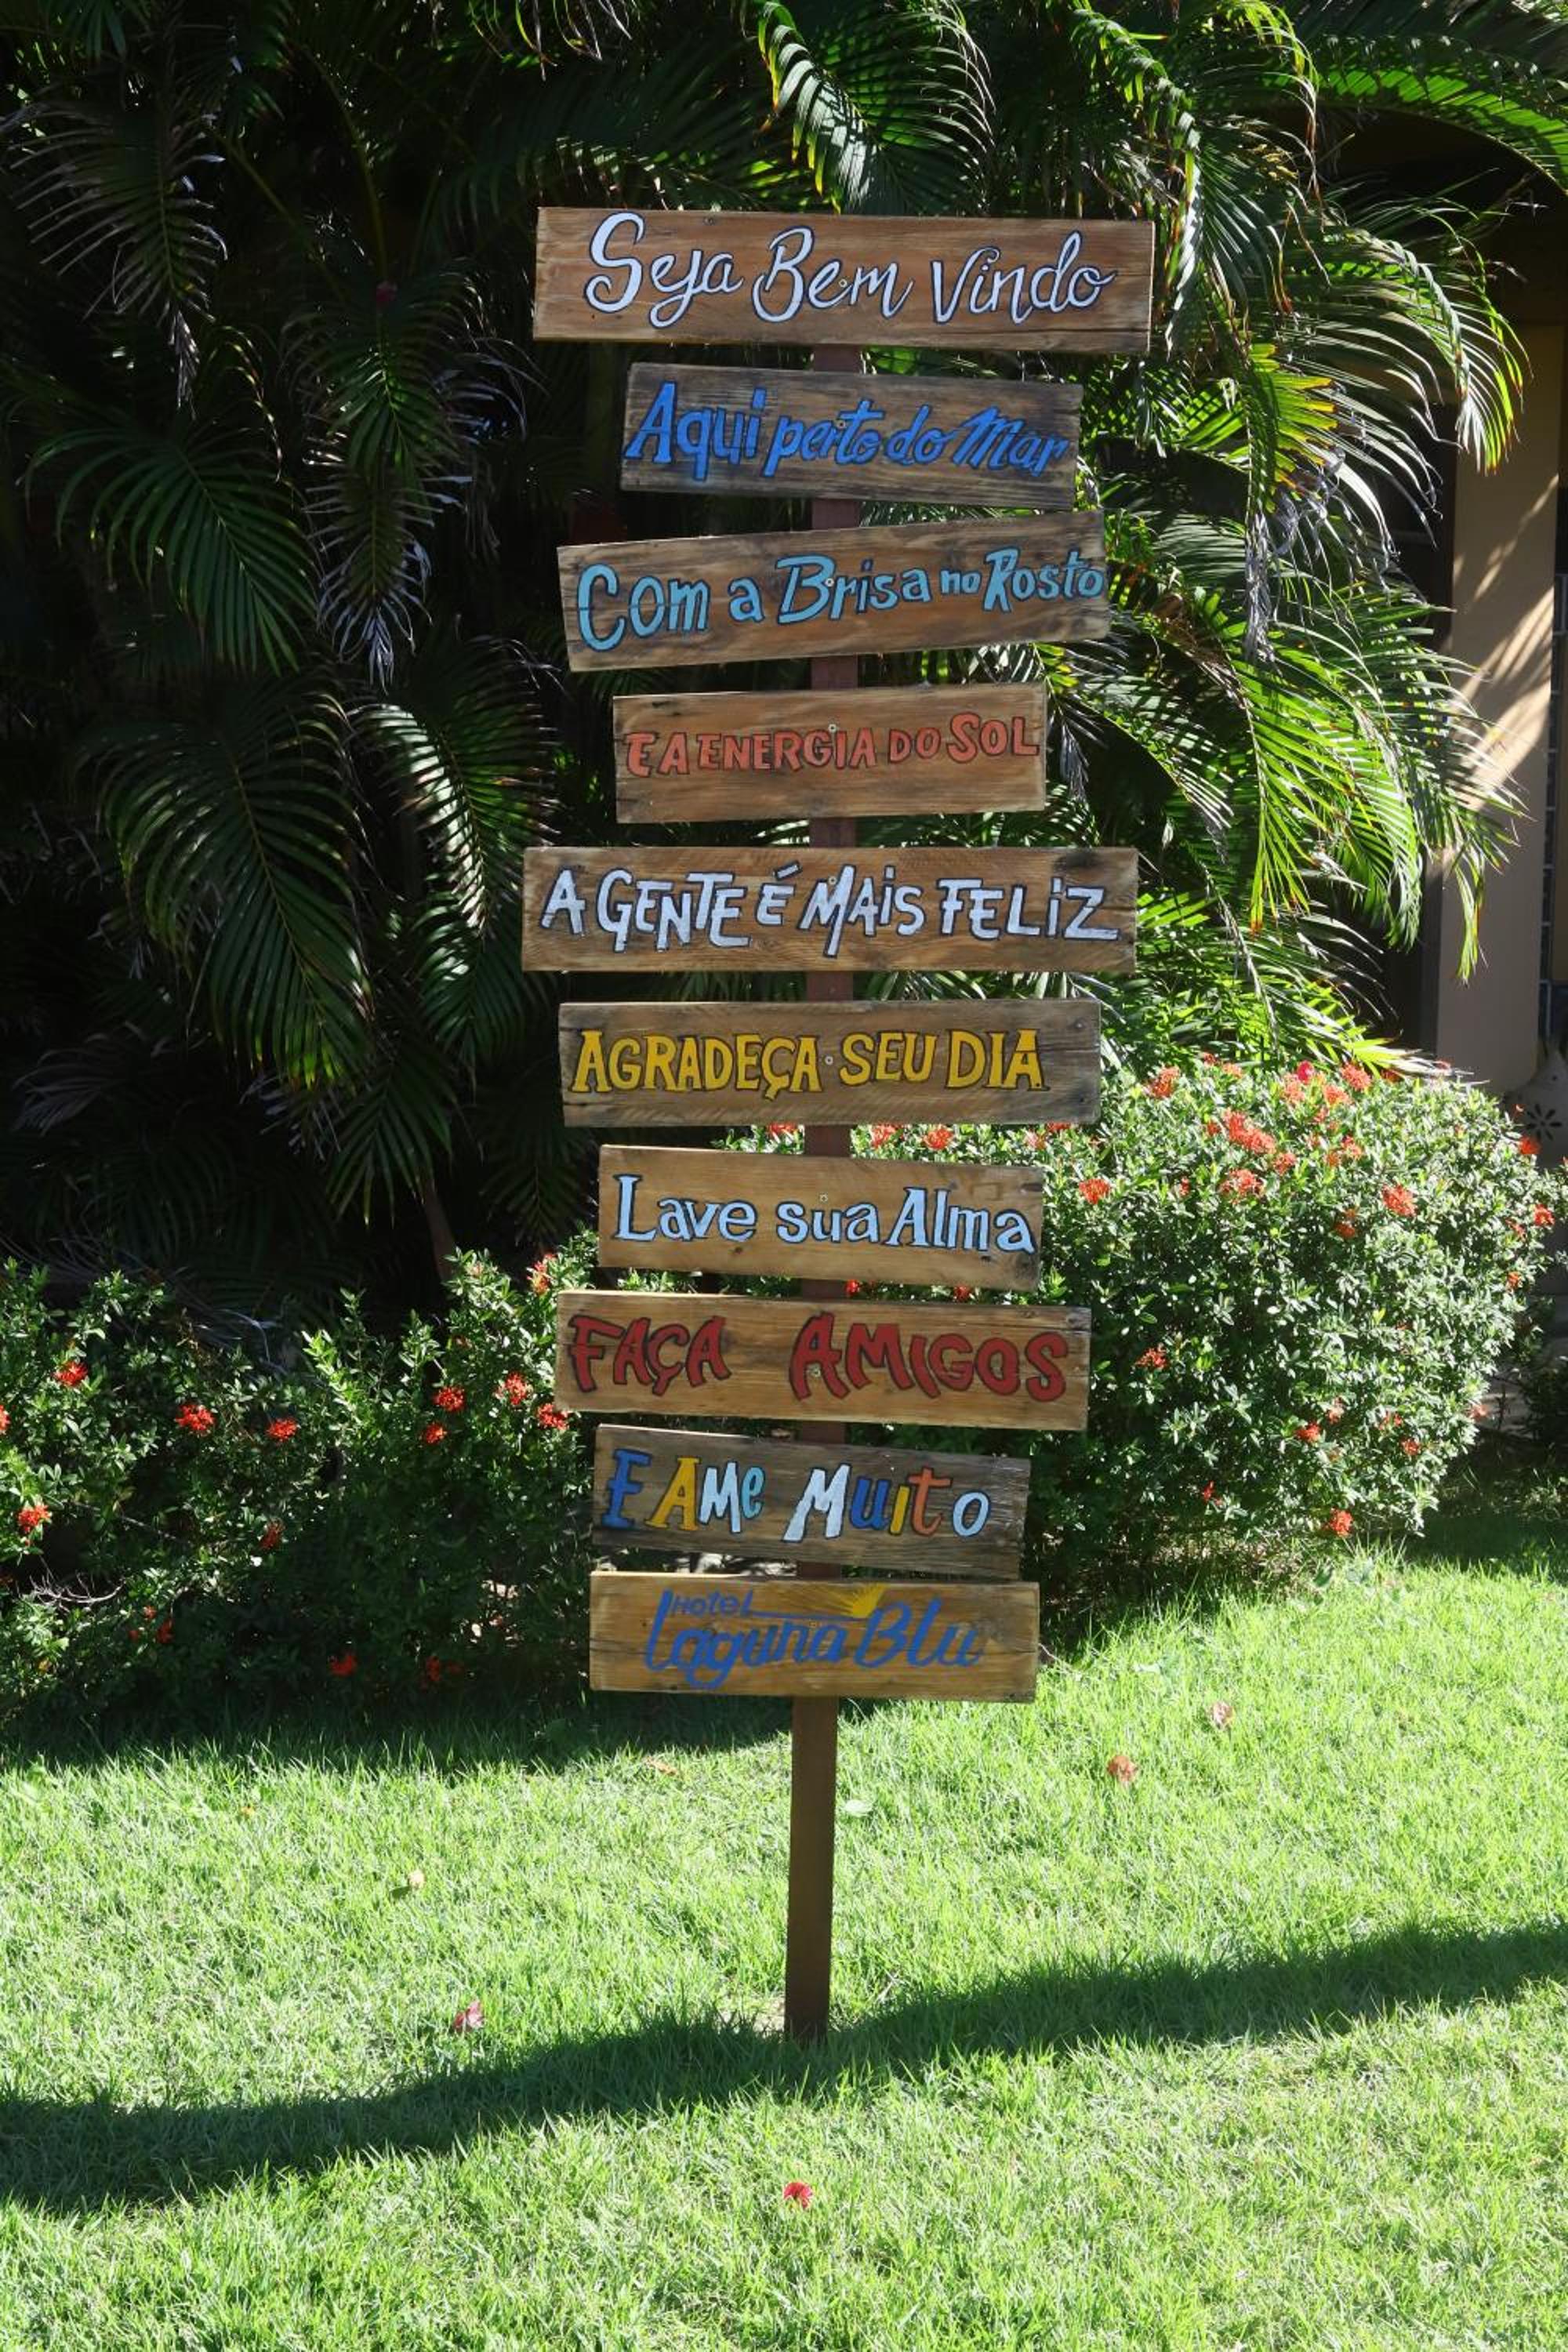 Seja Bem Vindo
Aqui perto do Mar
Com a Brisa no Rosto
E A ENERGIA DO SOL
A GENTE É MAIS FELIZ
AGRADEÇA SEU DIA
Lave sua Alma
FAÇA AMIGOS
E AMe MuiTo
HoteL
Laguna Blu